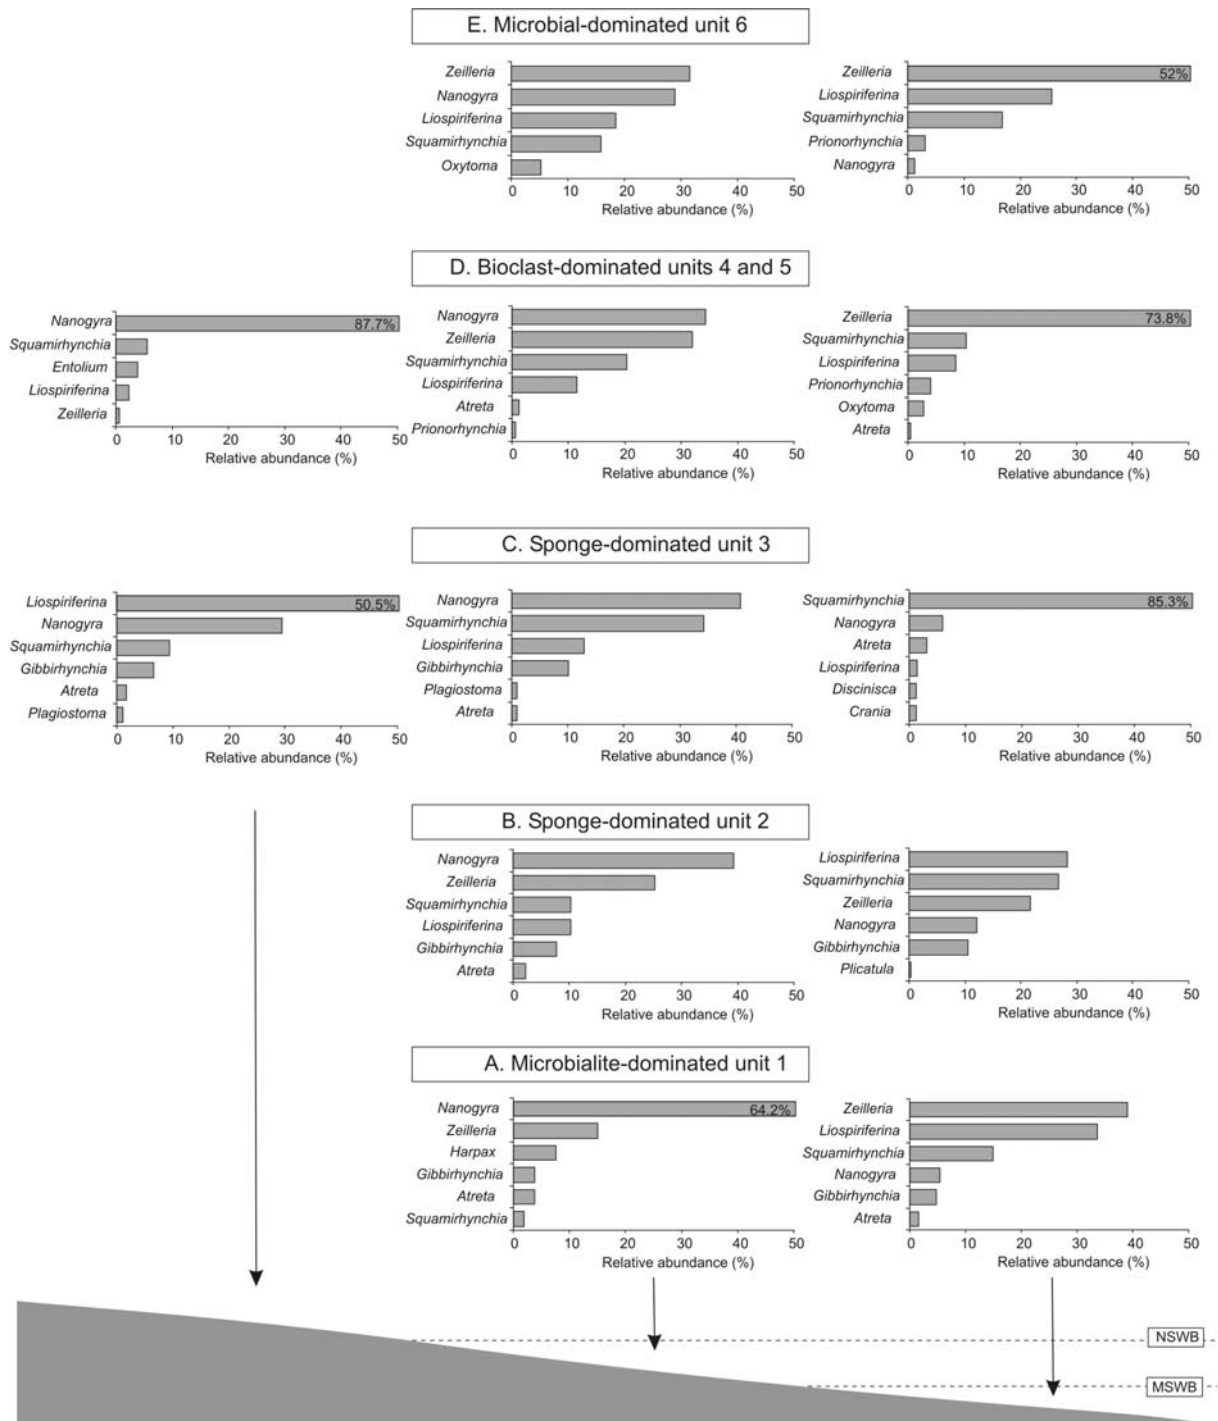 E. Microbial-dominated unit 6
Zeilleria
Nanogyra
Liospiriferina
Squamirhynchia
Oxytoma
0 10 20 30 40 50
Relative abundance (%)
Zeilleria 52%
Liospiriferina
Squamirhynchia
Prionorhynchia
Nanogyra
0 10 20 30 40 50
Relative abundance (%)
D. Bioclast-dominated units 4 and 5
Nanogyra 87.7%
Squamirhynchia
Entolium
Liospiriferina
Zeilleria
0 10 20 30 40 50
Relative abundance (%)
Nanogyra
Zeilleria
Squamirhynchia
Liospiriferina
Atreta
Prionorhynchia
0 10 20 30 40 50
Relative abundance (%)
Zeilleria 73.8%
Squamirhynchia
Liospiriferina
Prionorhynchia
Oxytoma
Atreta
0 10 20 30 40 50
Relative abundance (%)
C. Sponge-dominated unit 3
Liospiriferina 50.5%
Nanogyra
Squamirhynchia
Gibbirhynchia
Atreta
Plagiostoma
0 10 20 30 40 50
Relative abundance (%)
Nanogyra
Squamirhynchia
Liospiriferina
Gibbirhynchia
Plagiostoma
Atreta
0 10 20 30 40 50
Relative abundance (%)
Squamirhynchia 85.3%
Nanogyra
Atreta
Liospiriferina
Discinisca
Crania
0 10 20 30 40 50
Relative abundance (%)
B. Sponge-dominated unit 2
Nanogyra
Zeilleria
Squamirhynchia
Liospiriferina
Gibbirhynchia
Atreta
0 10 20 30 40 50
Relative abundance (%)
Liospiriferina
Squamirhynchia
Zeilleria
Nanogyra
Gibbirhynchia
Plicatula
0 10 20 30 40 50
Relative abundance (%)
A. Microbialite-dominated unit 1
Nanogyra 64.2%
Zeilleria
Harpax
Gibbirhynchia
Atreta
Squamirhynchia
0 10 20 30 40 50
Relative abundance (%)
Zeilleria
Liospiriferina
Squamirhynchia
Nanogyra
Gibbirhynchia
Atreta
0 10 20 30 40 50
Relative abundance (%)
NSWB
MSWB